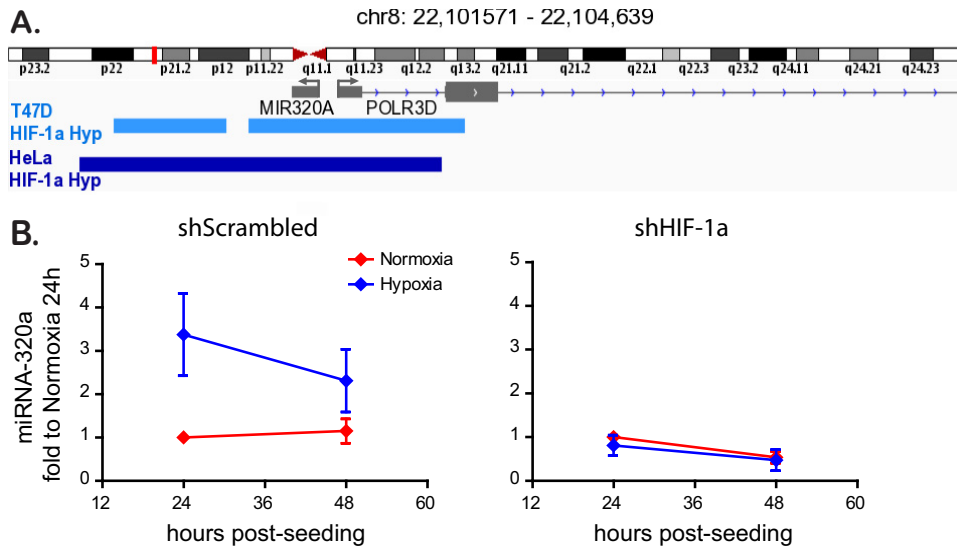 A.
chr8: 22,101571 - 22,104,639
p23.2 p22 p21.2 p12 p11.22 q11.1 q11.23 q12.2 q13.2 q21.11 q21.2 q22.1 q22.3 q23.2 q24.11 q24.21 q24.23
MIR320A POLR3D
T47D
HIF-1a Hyp
HeLa
HIF-1a Hyp
B.
shScrambled
shHIF-1a
Normoxia
Hypoxia
miRNA-320a
fold to Normoxia 24h
5
4
3
2
1
0
12 24 36 48 60
hours post-seeding
5
4
3
2
1
0
12 24 36 48 60
hours post-seeding